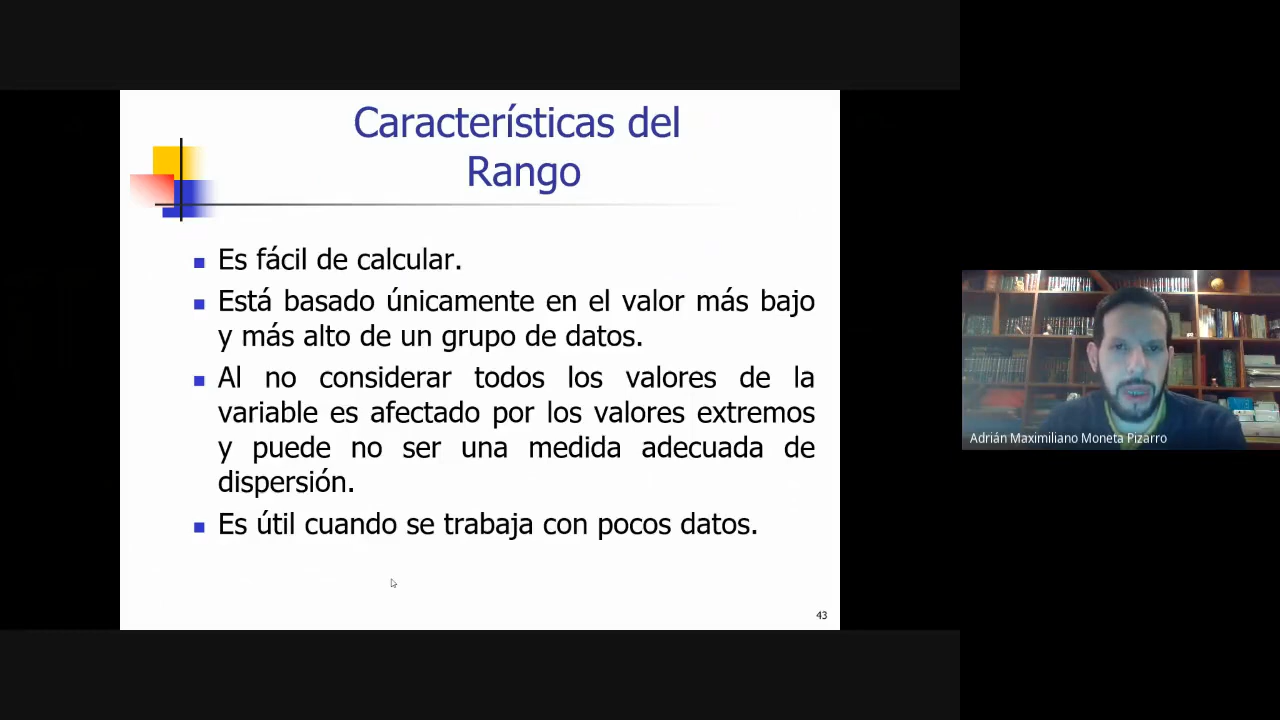 Características del
Rango
Es fácil de calcular.
Está basado únicamente en el valor más bajo
y más alto de un grupo de datos.
Al no considerar todos los valores de la
variable es afectado por los valores extremos
y puede no ser una medida adecuada de
dispersión.
Es útil cuando se trabaja con pocos datos.
43
Adrián Maximiliano Moneta Pizarro